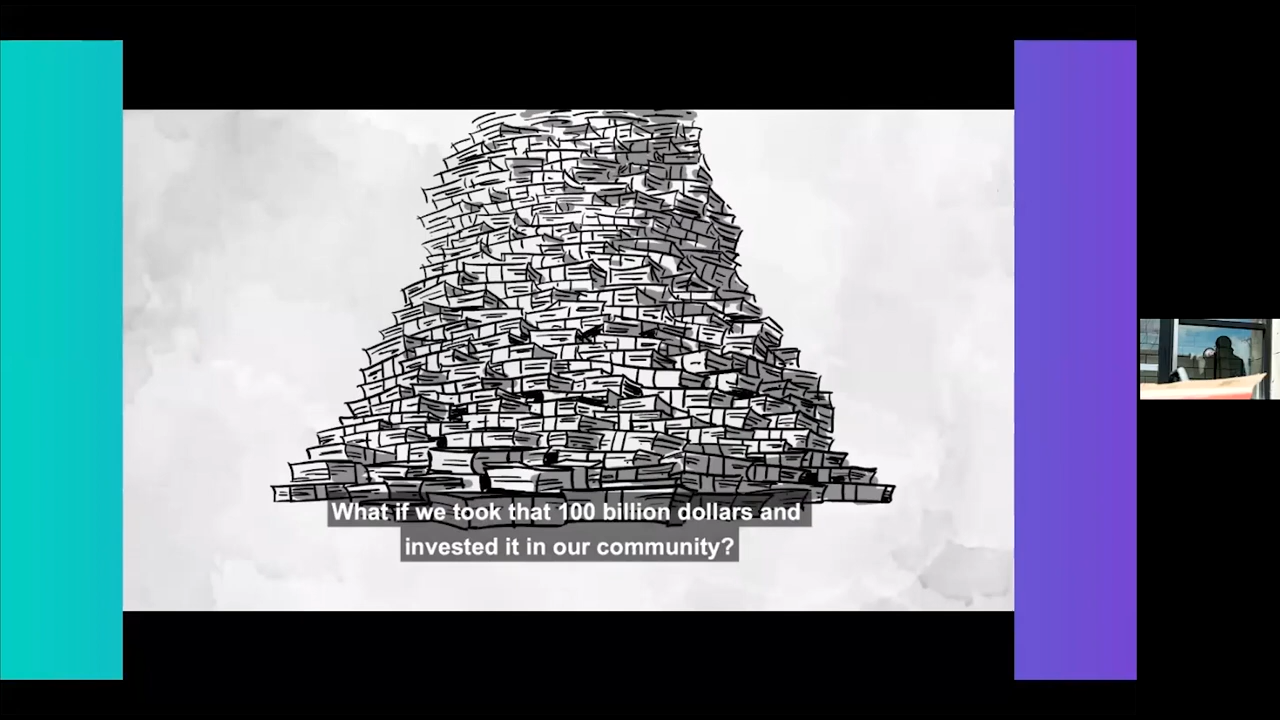 What if we took that 100 billion dollars and
invested it in our community?